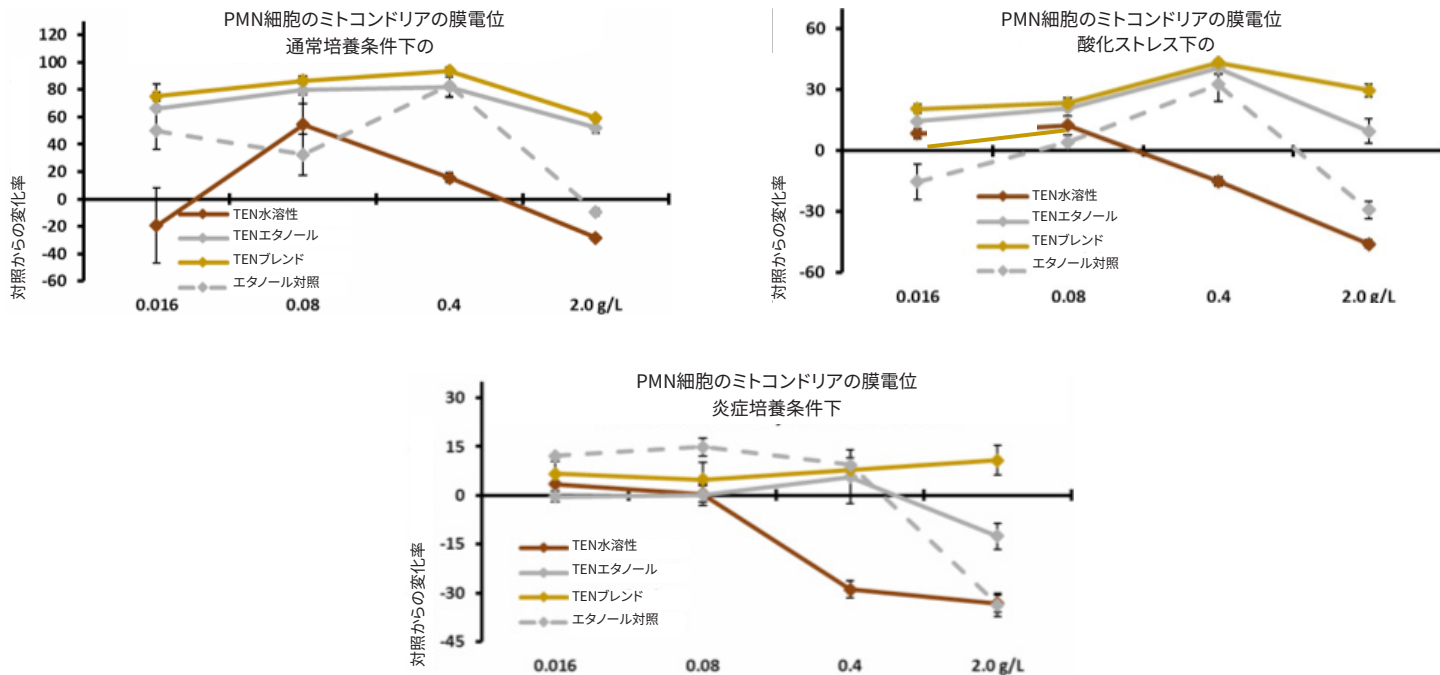 PMN細胞のミトコンドリアの膜電位
通常培養条件下の
対照からの変化率
120
100
80
60
40
20
0
-20
-40
-60
TEN水溶性
TENエタノール
TENブレンド
エタノール対照
0.016
0.08
0.4
2.0 g/L
PMN細胞のミトコンドリアの膜電位
酸化ストレス下の
対照からの変化率
60
30
0
-30
-60
TEN水溶性
TENエタノール
TENブレンド
エタノール対照
0.016
0.08
0.4
2.0 g/L
PMN細胞のミトコンドリアの膜電位
炎症培養条件下
対照からの変化率
30
15
0
-15
-30
-45
TEN水溶性
TENエタノール
TENブレンド
エタノール対照
0.016
0.08
0.4
2.0 g/L